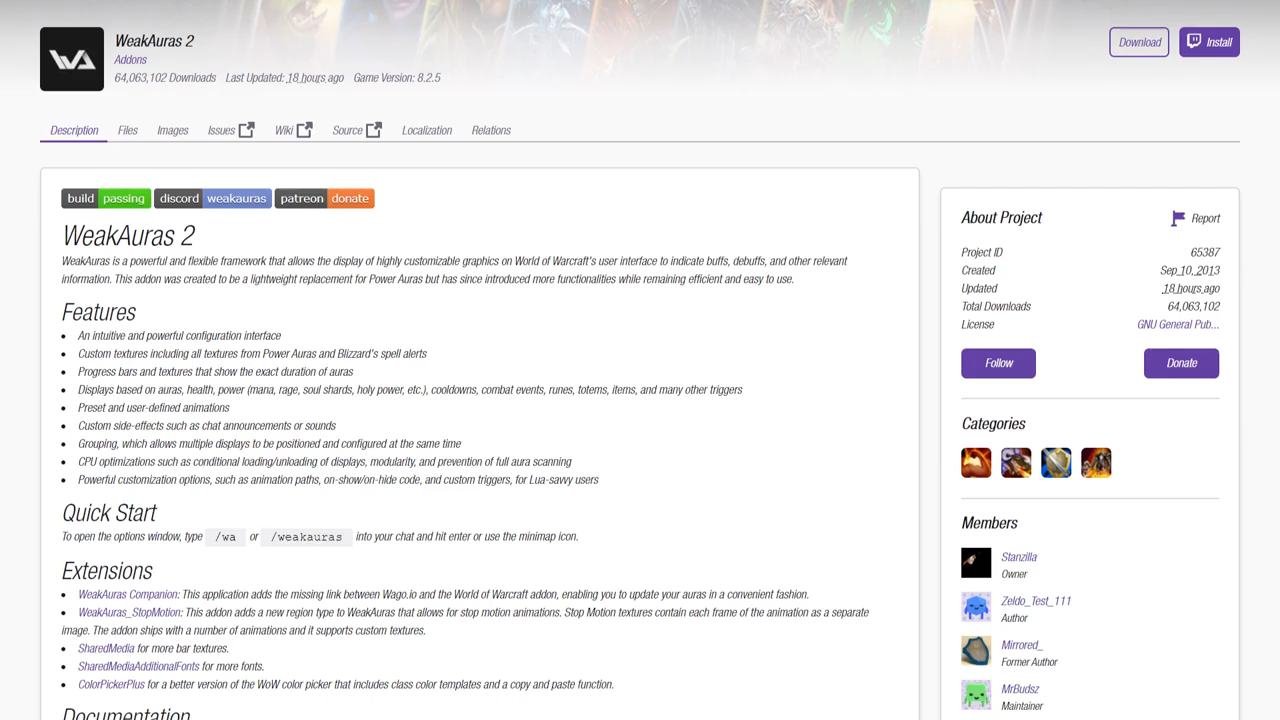 WA
WeakAuras 2
Addons
64,063,102 Downloads Last Updated: 18 hours ago Game Version: 8.2.5
Download
Install
Description Files Images Issues Wiki Source Localization Relations
build passing discord weakauras patreon donate
WeakAuras 2
WeakAuras is a powerful and flexible framework that allows the display of highly customizable graphics on World of Warcraft's user interface to indicate buffs, debuffs, and other relevant
information. This addon was created to be a lightweight replacement for Power Auras but has since introduced more functionalities while remaining efficient and easy to use.
Features
An intuitive and powerful configuration interface
Custom textures including all textures from Power Auras and Blizzard's spell alerts
Progress bars and textures that show the exact duration of auras
Displays based on auras, health, power (mana, rage, soul shards, holy power, etc.), cooldowns, combat events, runes, totems, items, and many other triggers
Preset and user-defined animations
Custom side-effects such as chat announcements or sounds
Grouping, which allows multiple displays to be positioned and configured at the same time
CPU optimizations such as conditional loading/unloading of displays, modularity, and prevention of full aura scanning
Powerful customization options, such as animation paths, on-show/on-hide code, and custom triggers, for Lua-savvy users
Quick Start
To open the options window, type /wa or /weakauras into your chat and hit enter or use the minimap icon.
Extensions
WeakAuras Companion: This application adds the missing link between Wago.io and the World of Warcraft addon, enabling you to update your auras in a convenient fashion.
WeakAuras_StopMotion: This addon adds a new region type to WeakAuras that allows for stop motion animations. Stop Motion textures contain each frame of the animation as a separate
image. The addon ships with a number of animations and it supports custom textures.
SharedMedia for more bar textures.
SharedMediaAdditionalFonts for more fonts.
ColorPickerPlus for a better version of the WoW color picker that includes class color templates and a copy and paste function.
Documentation
About Project
Report
Project ID 65387
Created Sep 10, 2013
Updated 18 hours ago
Total Downloads 64,063,102
License GNU General Pub...
Follow
Donate
Categories
Members
Stanzilla
Owner
Zeldo_Test_111
Author
Mirrored_
Former Author
MrBudsz
Maintainer